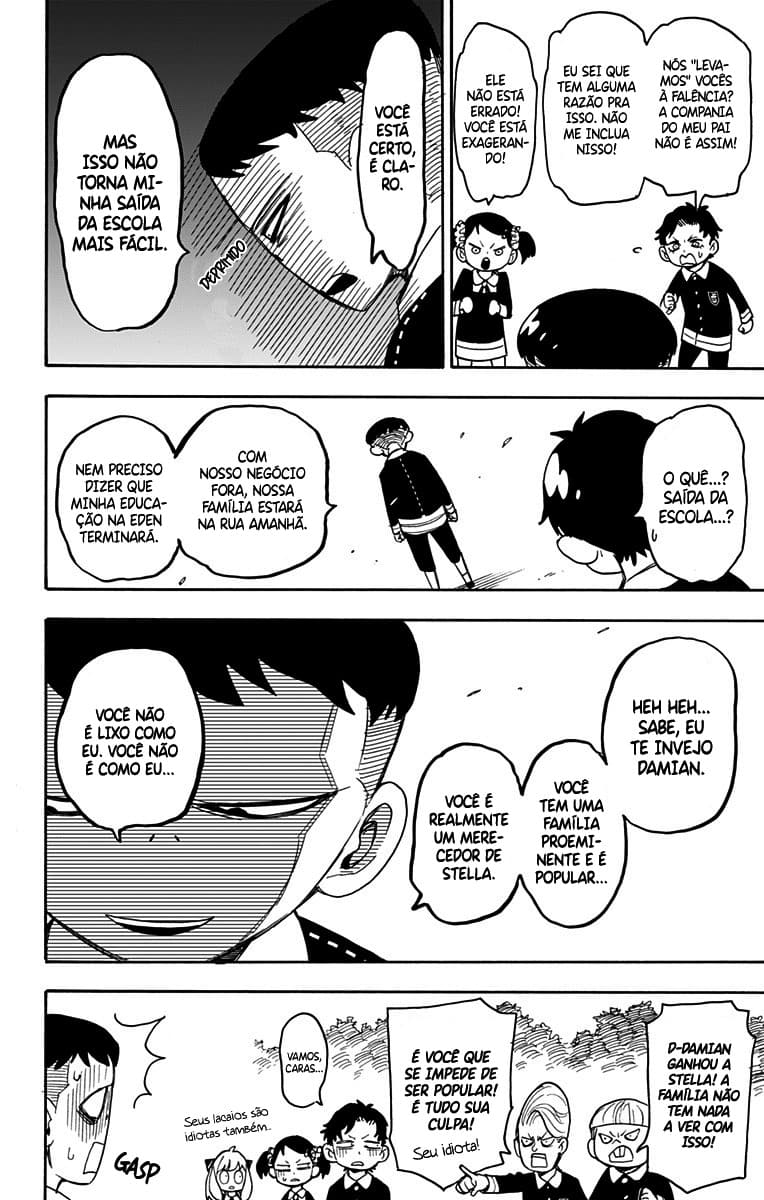 NÓS "LEVA-
MOS" VOCÊS
À FALÊNCIA?
A COMPANIA
DO MEU PAI
NÃO É ASSIM!
EU SEI QUE
TEM ALGUMA
RAZÃO PRA
ISSO. NÃO
ME INCLUA
NISSO!
ELE
NÃO ESTÁ
ERRADO!
VOCÊ ESTÁ
EXAGERAN-
DO!
VOCÊ
ESTÁ
CERTO,
É CLA-
RO.
DEPRIMIDO
MAS
ISSO NÃO
TORNA MI-
NHA SAÍDA
DA ESCOLA
MAIS FÁCIL.
O QUÊ...?
SAÍDA DA
ESCOLA...?
COM
NOSSO NEGÓCIO
FORA, NOSSA
FAMÍLIA ESTARÁ
NA RUA AMANHÃ.
NEM PRECISO
DIZER QUE
MINHA EDUCA-
ÇÃO NA EDEN
TERMINARÁ.
HEH HEH...
SABE, EU
TE INVEJO
DAMIAN.
VOCÊ
TEM UMA
FAMÍLIA
PROEMI-
NENTE E É
POPULAR...
VOCÊ É
REALMENTE
UM MERE-
CEDOR DE
STELLA.
VOCÊ NÃO
É LIXO COMO
EU. VOCÊ NÃO
É COMO EU...
D-DAMIAN
GANHOU A
STELLA! A
FAMÍLIA NÃO
TEM NADA
A VER COM
ISSO!
É VOCÊ QUE
SE IMPEDE DE
SER POPULAR!
É TUDO SUA
CULPA!
Seu idiota!
VAMOS,
CARAS...
Seus lacaios são
idiotas também..
GASP